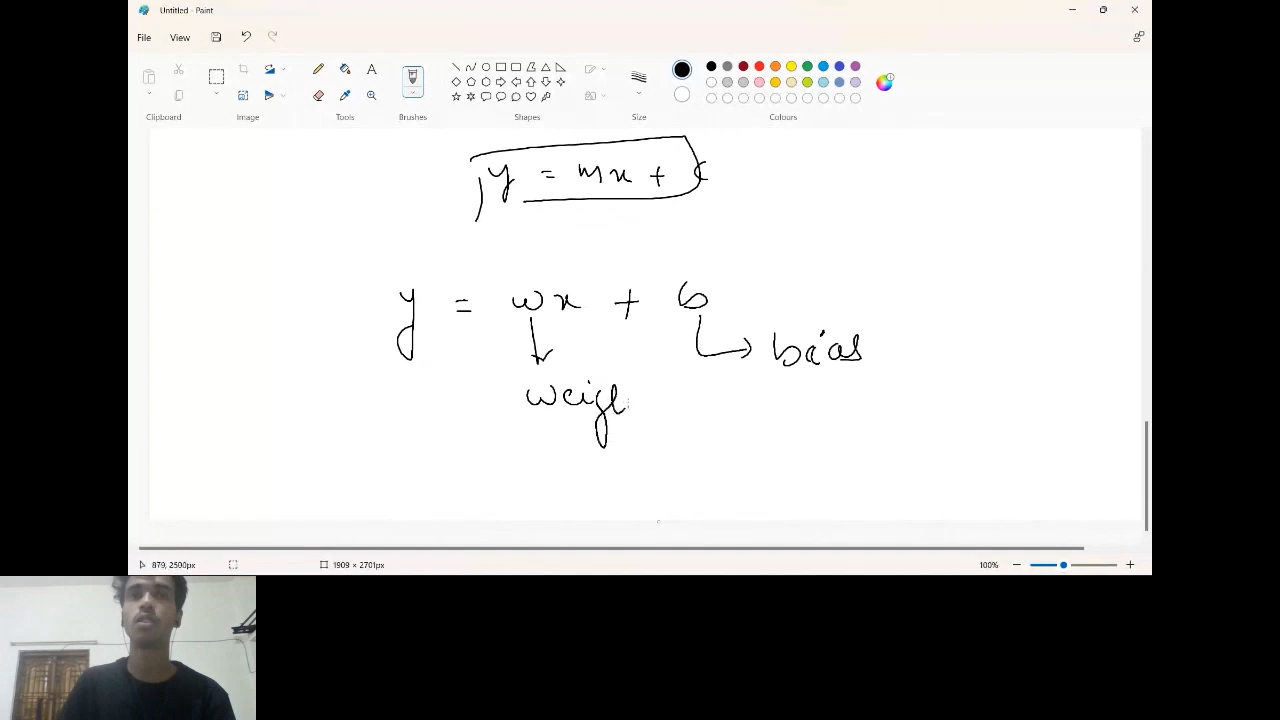 Untitled - Paint
File View
Clipboard Image Tools Brushes Shapes Size Colours
y = mx + c
y = wx + b
bias
weigh
879, 2500px 1909 × 2701px 100%